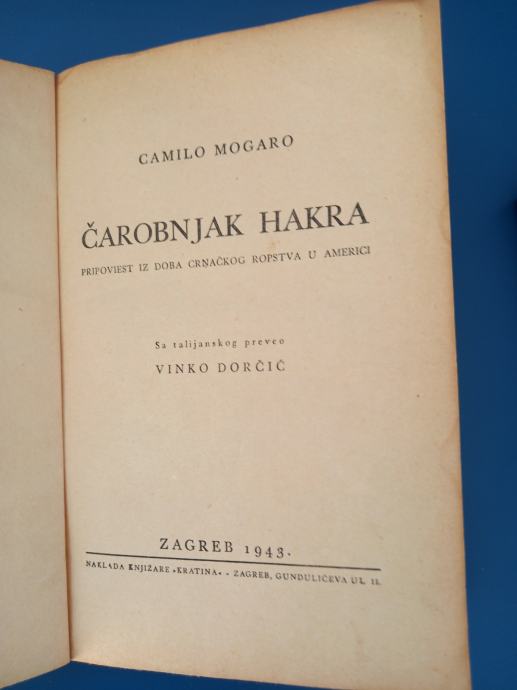 CAMILO MOGARO
ČAROBNJAK HAKRA
PRIPOVIEST IZ DOBA CRNAČKOG ROPSTVA U AMERICI
Sa talijanskog preveo
VINKO DORČIČ
ZAGREB 1943.
NAKLADA KNJIŽARE »KRATINA« - ZAGREB, GUNDULIĆEVA UL. 11.